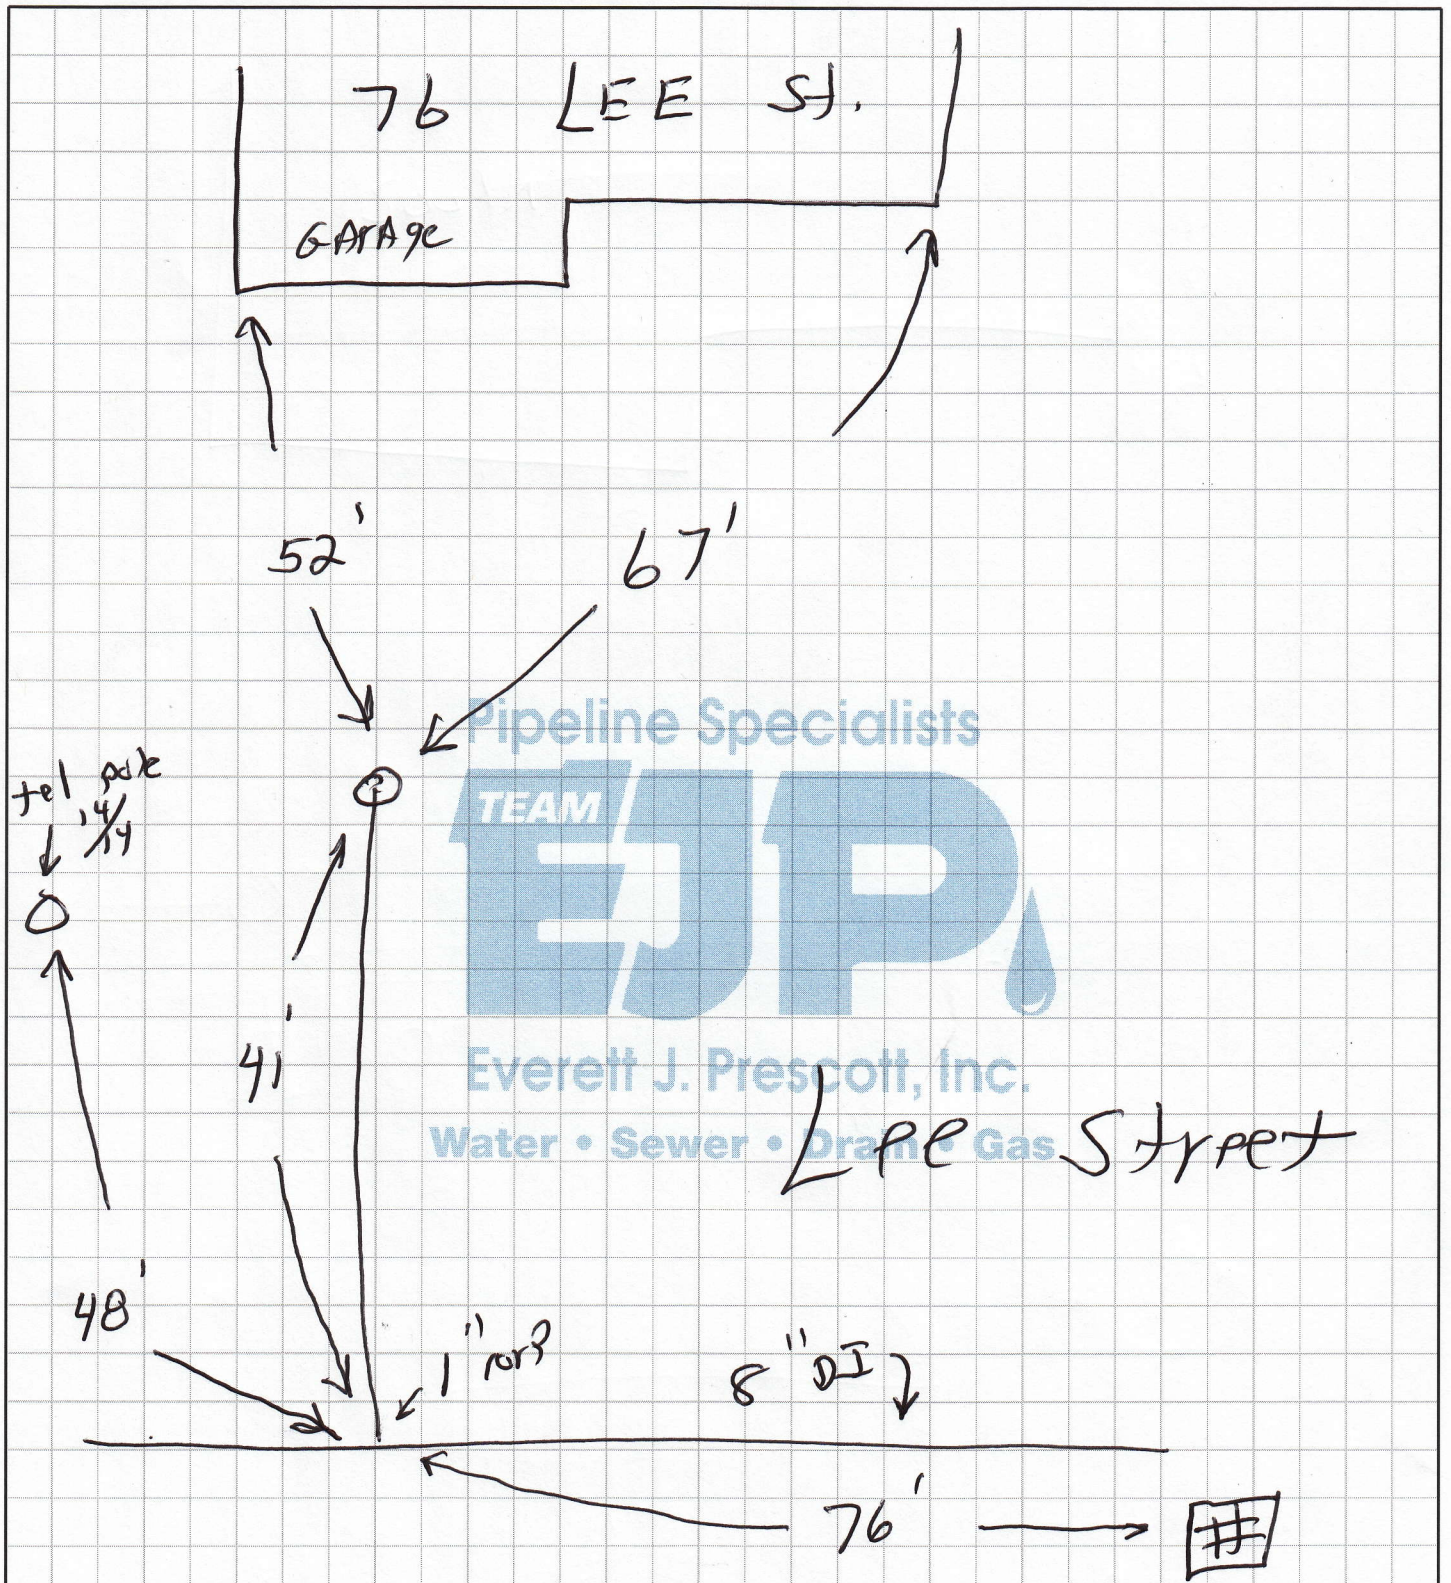 76 LEE St.
GArAge
52'
67'
Pipeline Specialists
tel pole
14/14
TEAM
EJP
41'
Everett J. Prescott, Inc.
Lee Street
Water • Sewer • Drain • Gas
48'
1"
8" DI
76'